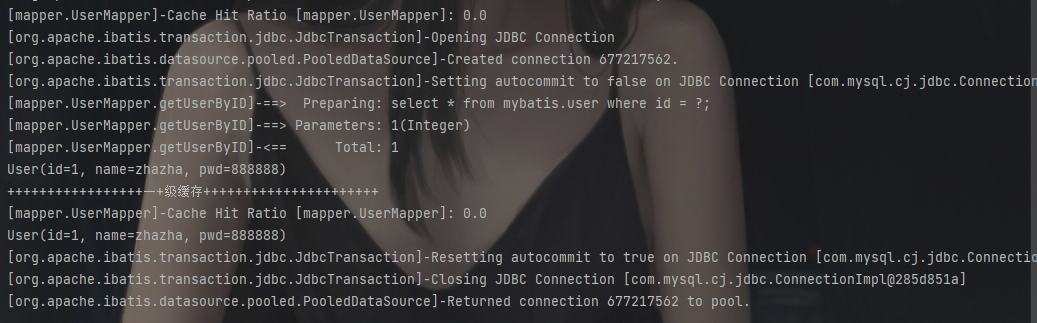 [mapper.UserMapper]-Cache Hit Ratio [mapper.UserMapper]: 0.0
[org.apache.ibatis.transaction.jdbc.JdbcTransaction]-Opening JDBC Connection
[org.apache.ibatis.datasource.pooled.PooledDataSource]-Created connection 677217562.
[org.apache.ibatis.transaction.jdbc.JdbcTransaction]-Setting autocommit to false on JDBC Connection [com.mysql.cj.jdbc.Connection
[mapper.UserMapper.getUserByID]-==>  Preparing: select * from mybatis.user where id = ?;
[mapper.UserMapper.getUserByID]-==> Parameters: 1(Integer)
[mapper.UserMapper.getUserByID]-<==      Total: 1
User(id=1, name=zhazha, pwd=888888)
+++++++++++++++++一+级缓存++++++++++++++++++++++
[mapper.UserMapper]-Cache Hit Ratio [mapper.UserMapper]: 0.0
User(id=1, name=zhazha, pwd=888888)
[org.apache.ibatis.transaction.jdbc.JdbcTransaction]-Resetting autocommit to true on JDBC Connection [com.mysql.cj.jdbc.Connectio
[org.apache.ibatis.transaction.jdbc.JdbcTransaction]-Closing JDBC Connection [com.mysql.cj.jdbc.ConnectionImpl@285d851a]
[org.apache.ibatis.datasource.pooled.PooledDataSource]-Returned connection 677217562 to pool.